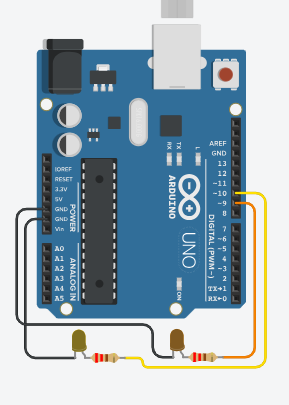 AREF
GND
13
12
~11
~10
~9
8
7
~6
~5
4
~3
2
TX→1
RX←0
DIGITAL (PWM~)
IOREF
RESET
3.3V
5V
GND
GND
Vin
POWER
A0
A1
A2
A3
A4
A5
ANALOG IN
RX
TX
L
ARDUINO
UNO
ON